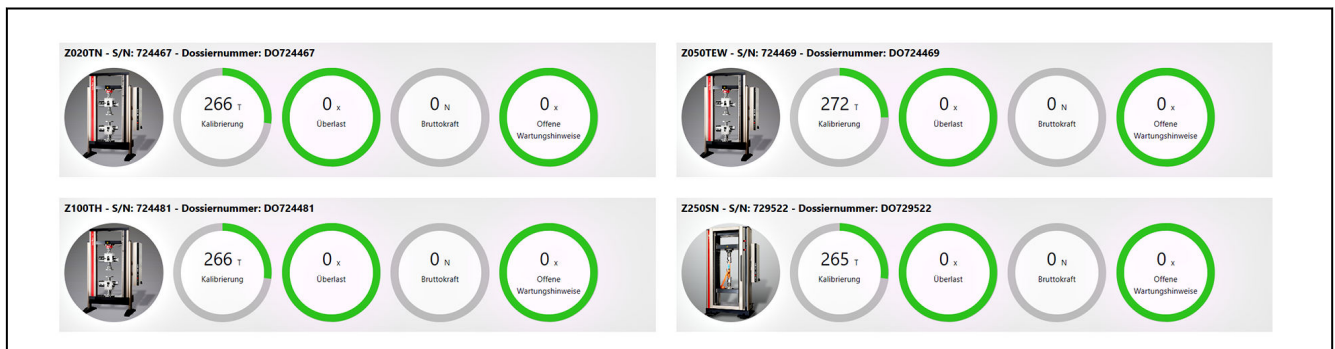 Z020TN - S/N: 724467 - Dossiernummer: DO724467
266 T
Kalibrierung
0 x
Überlast
0 N
Bruttokraft
0 x
Offene
Wartungshinweise
Z050TEW - S/N: 724469 - Dossiernummer: DO724469
272 T
Kalibrierung
0 x
Überlast
0 N
Bruttokraft
0 x
Offene
Wartungshinweise
Z100TH - S/N: 724481 - Dossiernummer: DO724481
266 T
Kalibrierung
0 x
Überlast
0 N
Bruttokraft
0 x
Offene
Wartungshinweise
Z250SN - S/N: 729522 - Dossiernummer: DO729522
265 T
Kalibrierung
0 x
Überlast
0 N
Bruttokraft
0 x
Offene
Wartungshinweise